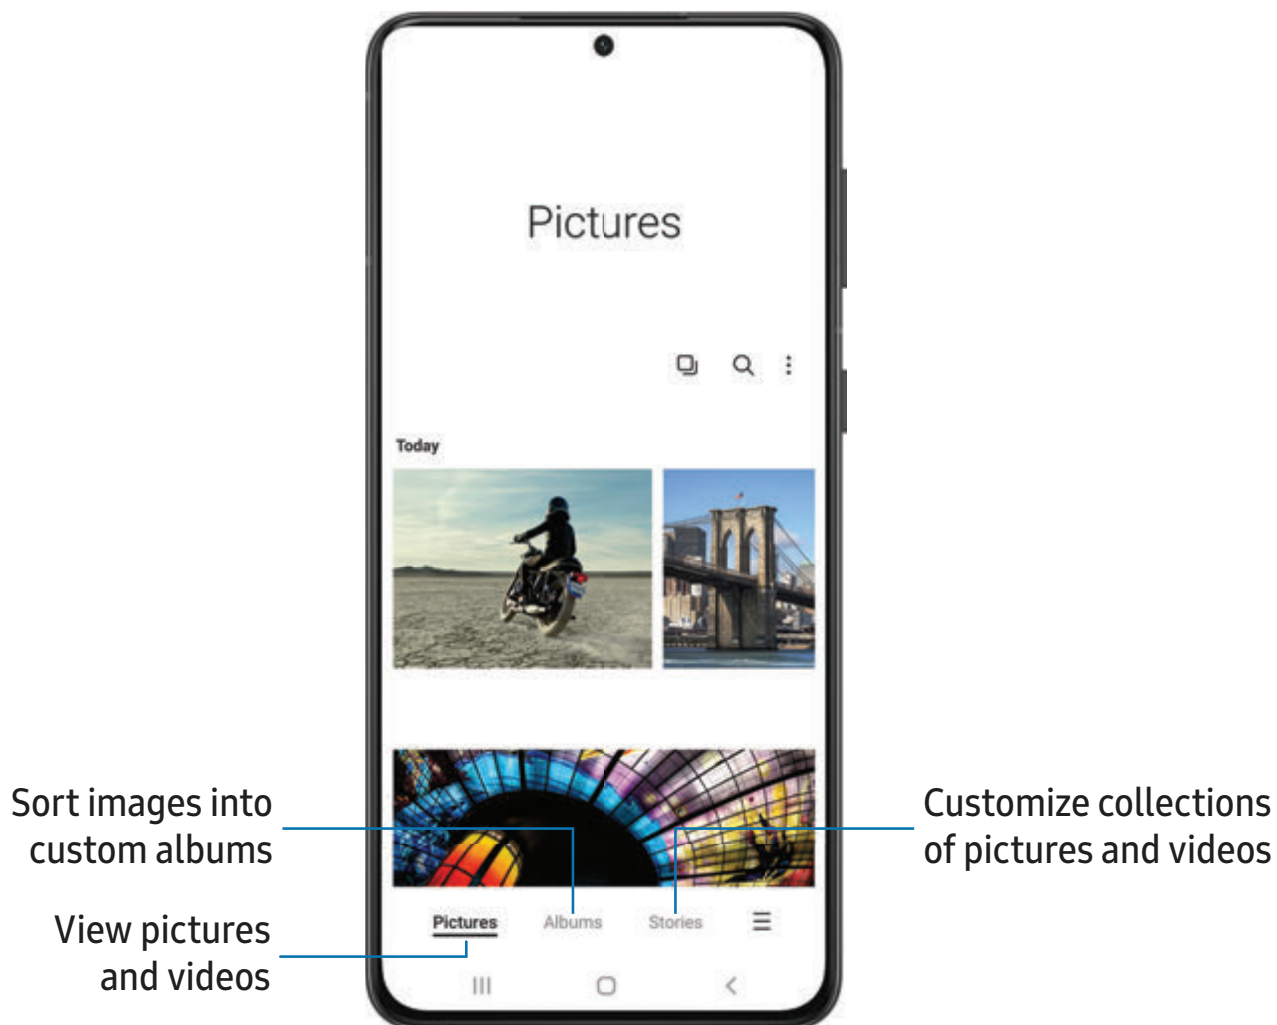 Pictures
Today
Sort images into
custom albums
Customize collections
of pictures and videos
View pictures
and videos
Pictures
Albums
Stories